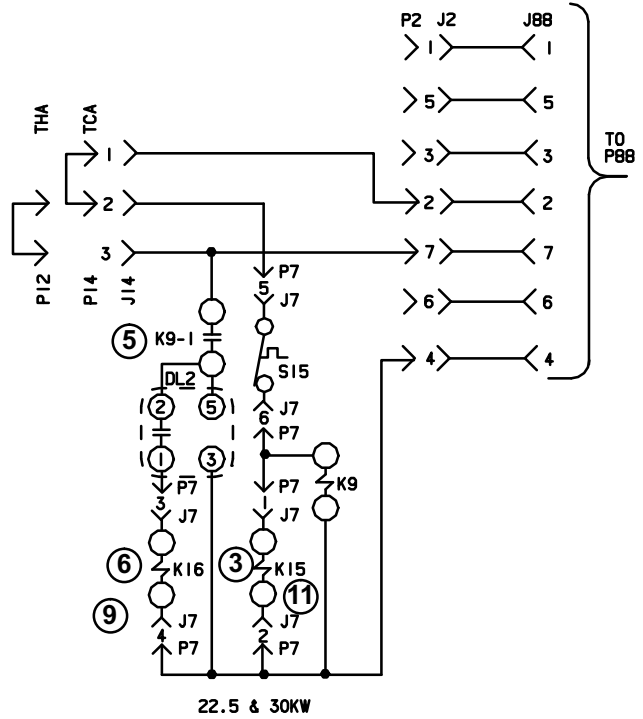 P2 J2 J88
1 1
5 5
THA TCA
1 3 3
TO
P88
2 2 2
3 7 7
P12 P14 J14
P7
5
J7
6 6
5 K9-1
S15
4 4
DL2
2 5
J7
6
P7
1 3
K9
P7 P7
3 J7 1 J7
6 K16 3 K15
9 11
J7 J7
4 2
P7 P7
22.5 & 30KW